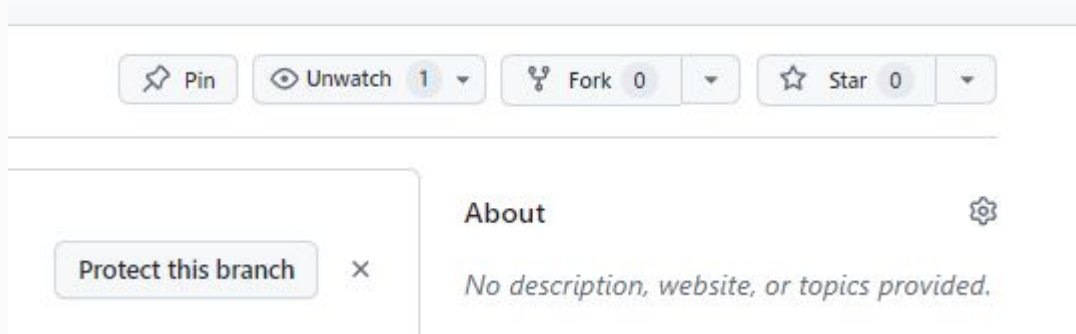 Pin Unwatch 1 Fork 0 Star 0
About
Protect this branch
No description, website, or topics provided.